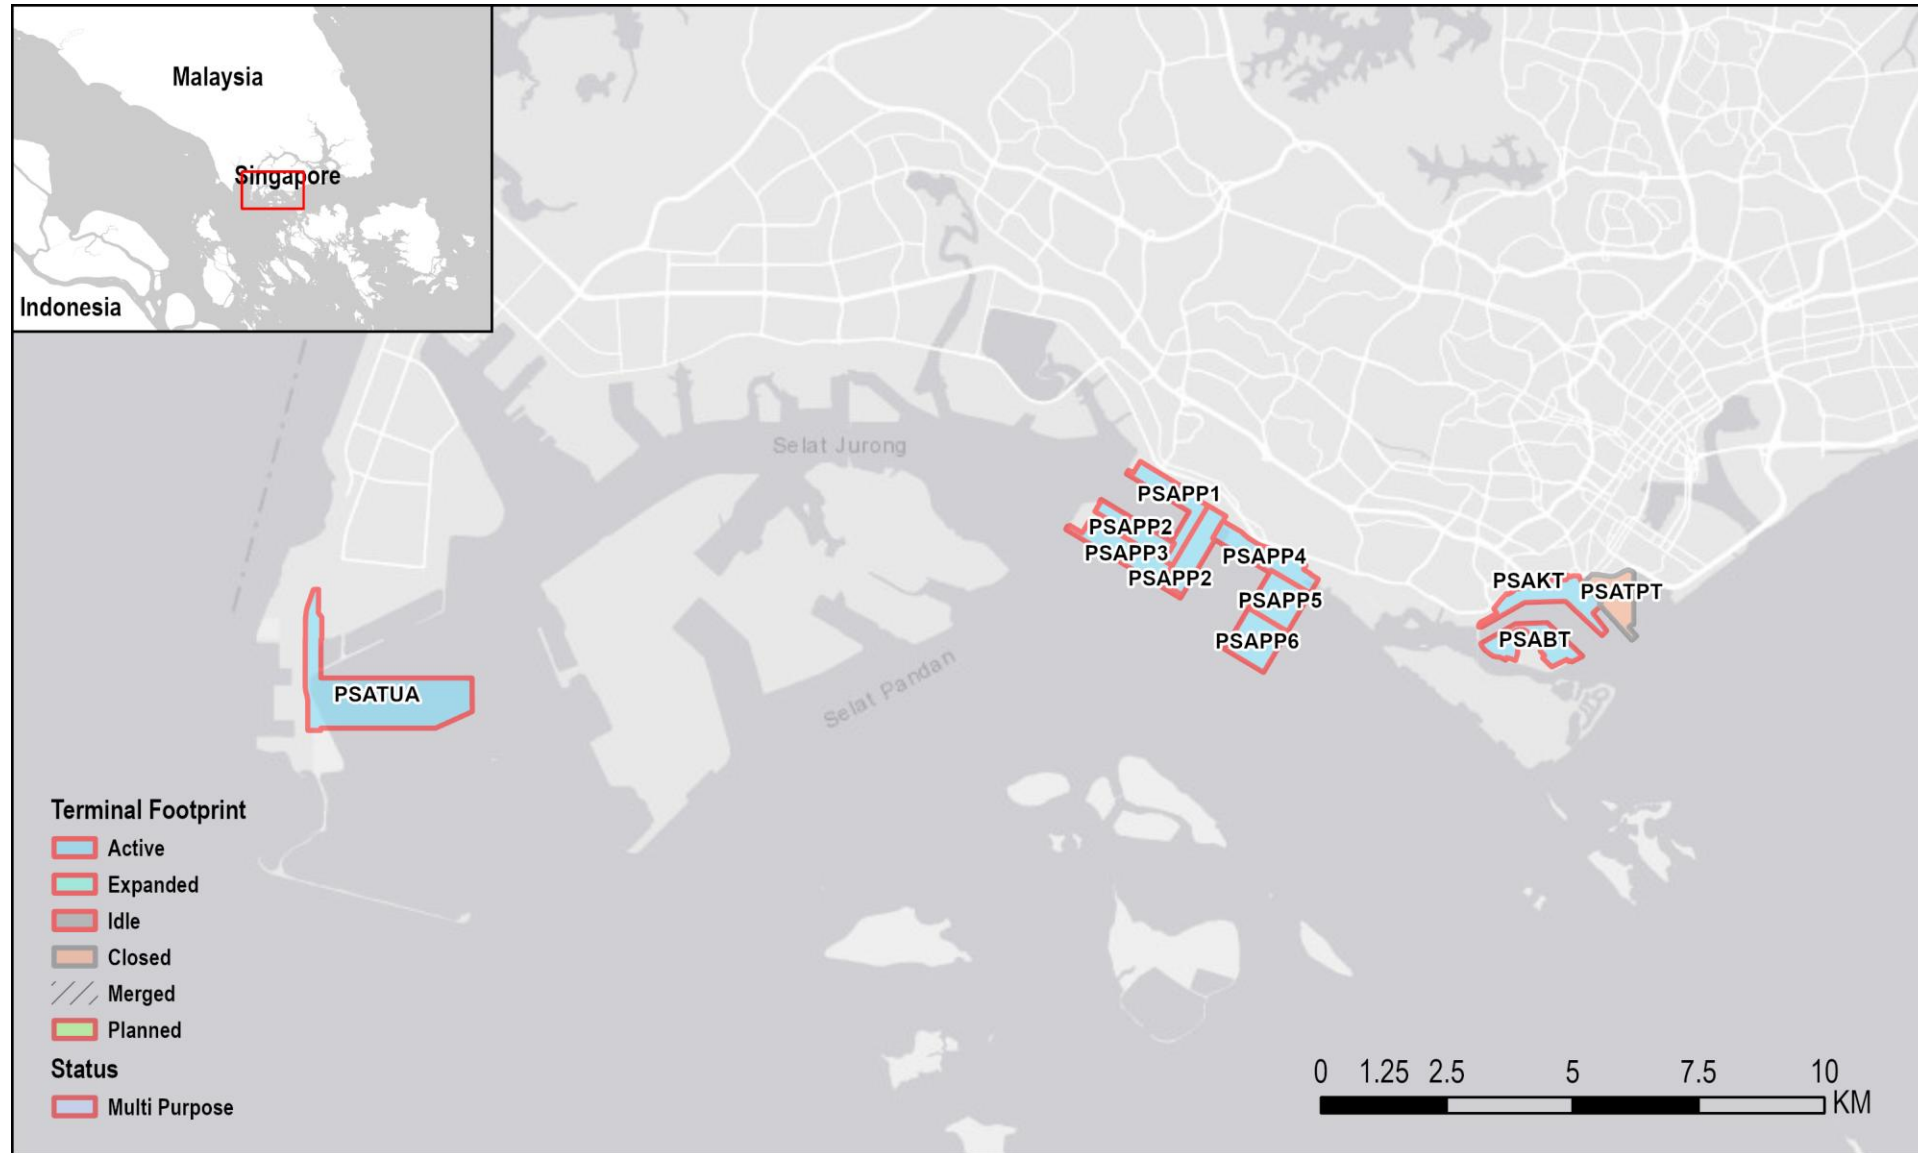 Malaysia
Singapore
Indonesia
Selat Jurong
Selat Pandan
PSAPP1
PSAPP2
PSAPP3
PSAPP2
PSAPP4
PSAPP5
PSAPP6
PSAKT
PSATPT
PSABT
PSATUA
Terminal Footprint
Active
Expanded
Idle
Closed
Merged
Planned
Status
Multi Purpose
0 1.25 2.5 5 7.5 10
KM